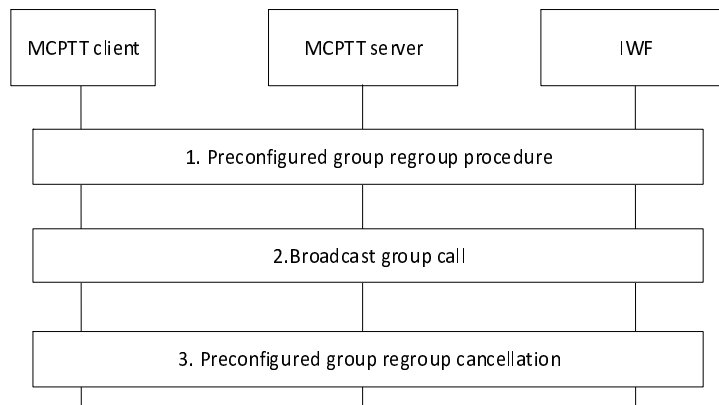 MCPTT client
MCPTT server
IWF
1. Preconfigured group regroup procedure
2.Broadcast group call
3. Preconfigured group regroup cancellation